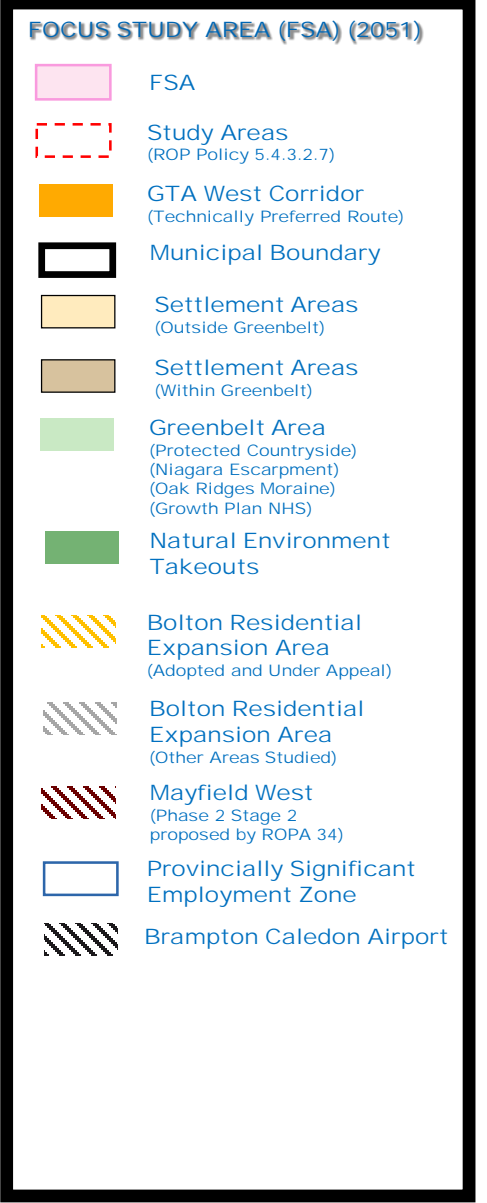 FOCUS STUDY AREA (FSA) (2051)
FSA
Study Areas
(ROP Policy 5.4.3.2.7)
GTA West Corridor
(Technically Preferred Route)
Municipal Boundary
Settlement Areas
(Outside Greenbelt)
Settlement Areas
(Within Greenbelt)
Greenbelt Area
(Protected Countryside)
(Niagara Escarpment)
(Oak Ridges Moraine)
(Growth Plan NHS)
Natural Environment
Takeouts
Bolton Residential
Expansion Area
(Adopted and Under Appeal)
Bolton Residential
Expansion Area
(Other Areas Studied)
Mayfield West
(Phase 2 Stage 2
proposed by ROPA 34)
Provincially Significant
Employment Zone
Brampton Caledon Airport